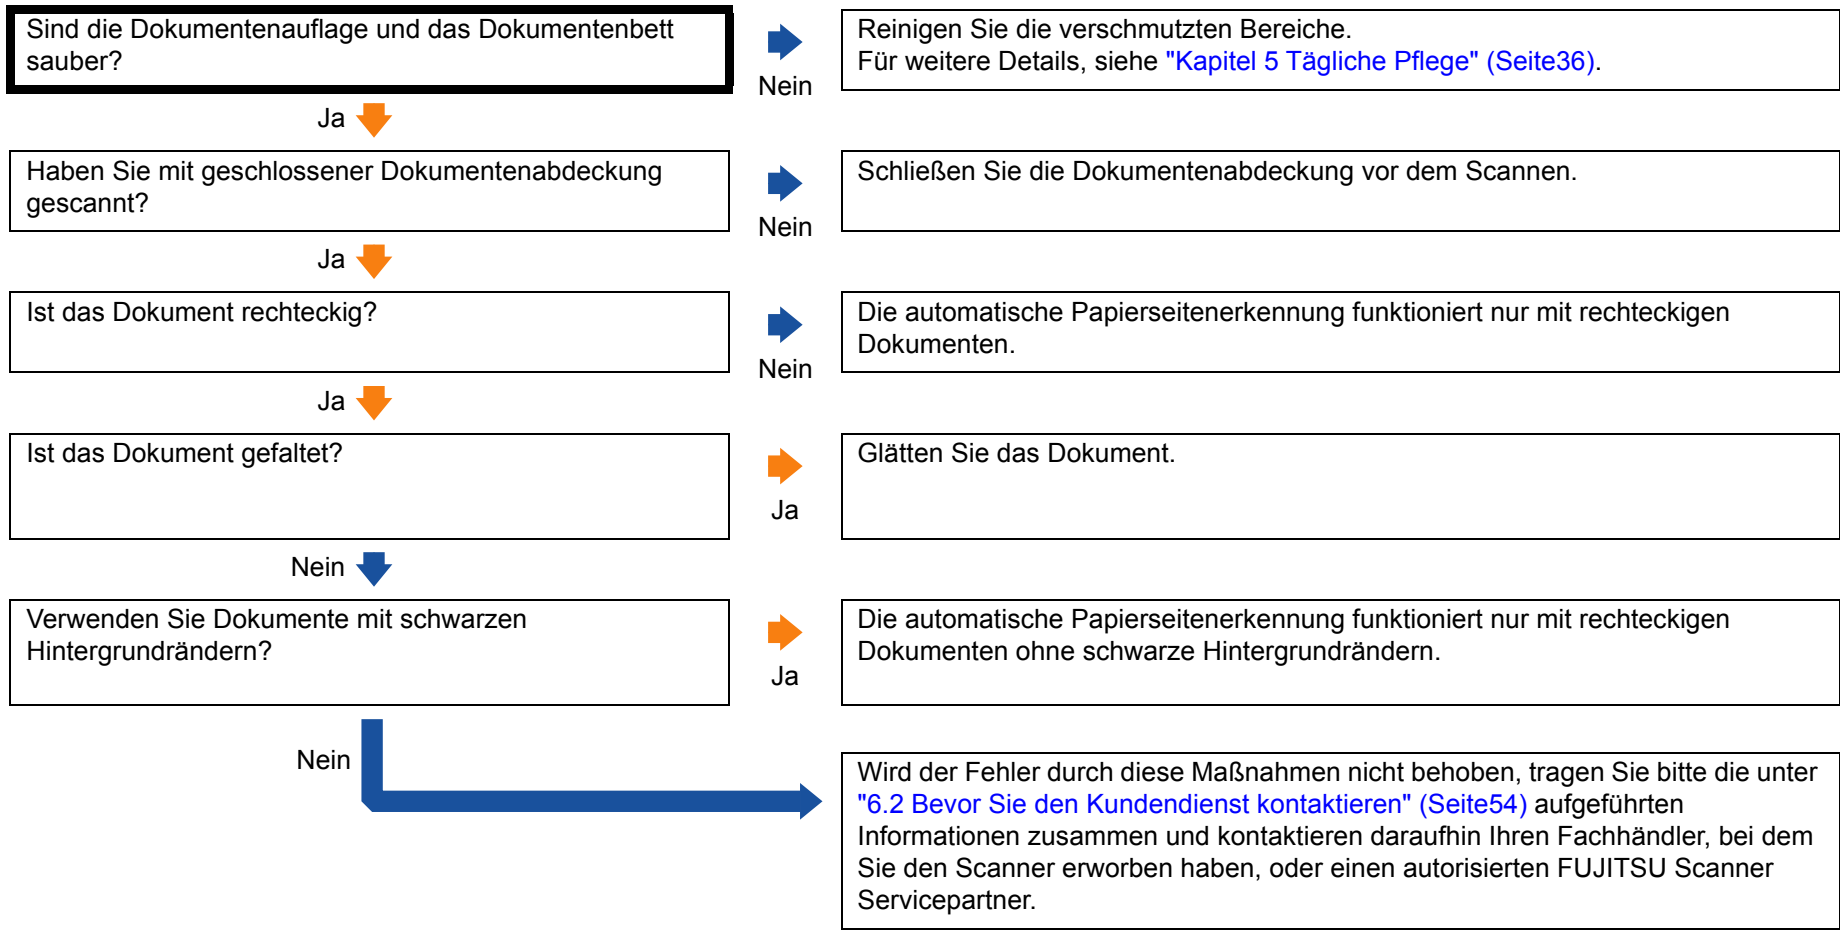 Sind die Dokumentenauflage und das Dokumentenbett
sauber?
Nein
Reinigen Sie die verschmutzten Bereiche.
Für weitere Details, siehe "Kapitel 5 Tägliche Pflege" (Seite36).
Ja
Haben Sie mit geschlossener Dokumentenabdeckung
gescannt?
Nein
Schließen Sie die Dokumentenabdeckung vor dem Scannen.
Ja
Ist das Dokument rechteckig?
Nein
Die automatische Papierseitenerkennung funktioniert nur mit rechteckigen
Dokumenten.
Ja
Ist das Dokument gefaltet?
Ja
Glätten Sie das Dokument.
Nein
Verwenden Sie Dokumente mit schwarzen
Hintergrundrändern?
Ja
Die automatische Papierseitenerkennung funktioniert nur mit rechteckigen
Dokumenten ohne schwarze Hintergrundrändern.
Nein
Wird der Fehler durch diese Maßnahmen nicht behoben, tragen Sie bitte die unter
"6.2 Bevor Sie den Kundendienst kontaktieren" (Seite54) aufgeführten
Informationen zusammen und kontaktieren daraufhin Ihren Fachhändler, bei dem
Sie den Scanner erworben haben, oder einen autorisierten FUJITSU Scanner
Servicepartner.